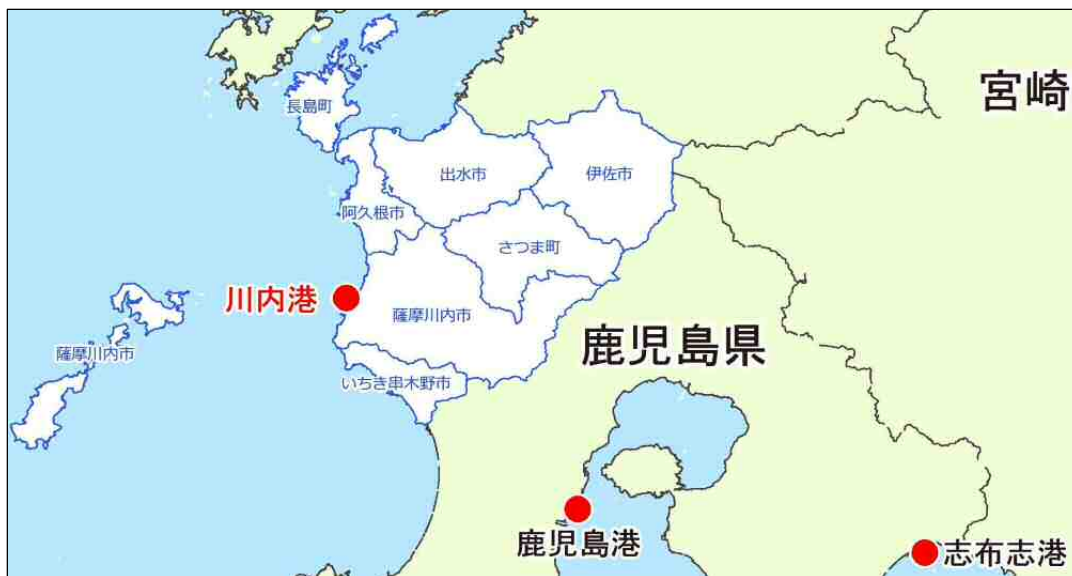 宮崎
長島町
出水市
伊佐市
阿久根市
さつま町
川内港
薩摩川内市
鹿児島県
薩摩川内市
いちき串木野市
鹿児島港
志布志港